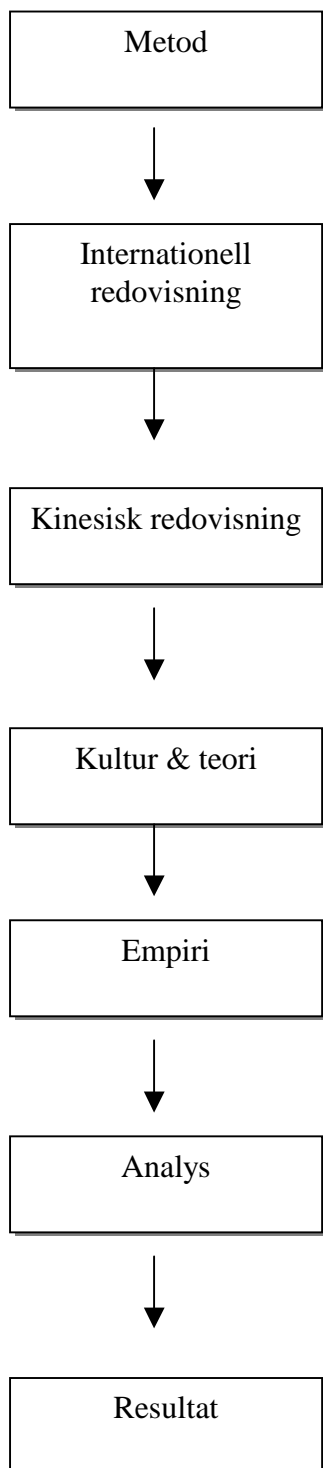 Metod
Internationell
redovisning
Kinesisk redovisning
Kultur & teori
Empiri
Analys
Resultat